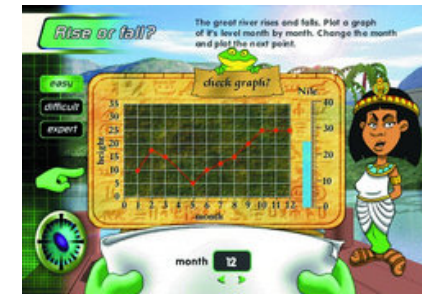 Rise or fall?
The great river rises and falls. Plot a graph
of it's level month by month. Change the month
and plot the next point.
easy
difficult
expert
check graph?
Nile
height
35
30
25
20
15
10
5
0
0 1 2 3 4 5 6 7 8 9 10 11 12
month
40
30
20
10
0
month 12